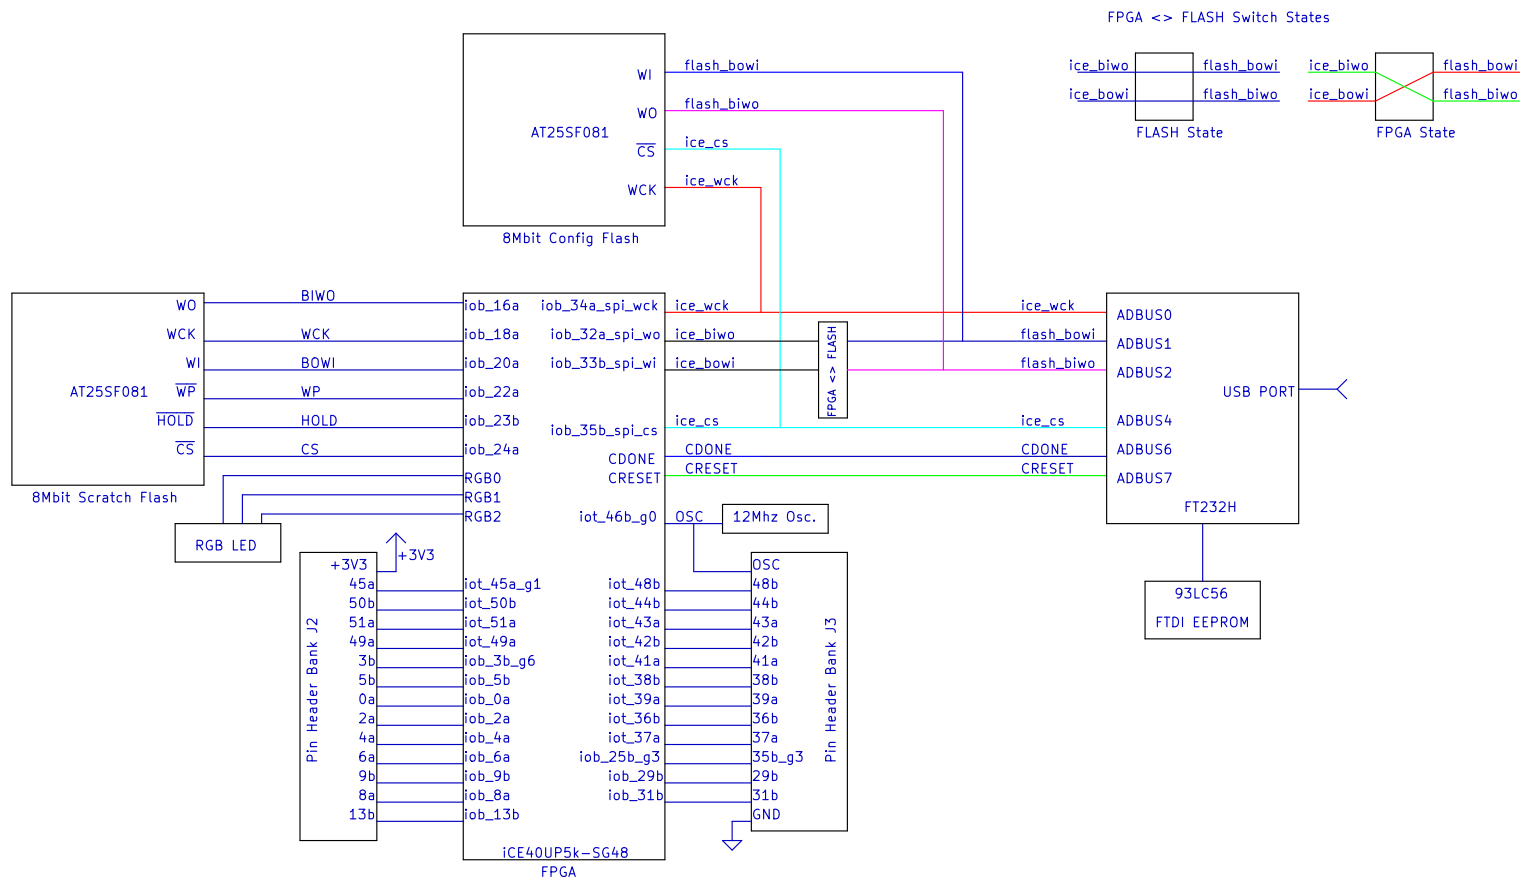 FPGA <> FLASH Switch States
ice_biwo flash_bowi
ice_bowi flash_biwo
FLASH State
ice_biwo flash_bowi
ice_bowi flash_biwo
FPGA State
WI flash_bowi
WO flash_biwo
AT25SF081
CS ice_cs
WCK ice_wck
8Mbit Config Flash
WO BIWO iob_16a
WCK WCK iob_18a
WI BOWI iob_20a
AT25SF081
WP WP iob_22a
HOLD HOLD iob_23b
CS CS iob_24a
8Mbit Scratch Flash
RGB0
RGB1
RGB2
RGB LED
iob_34a_spi_wck ice_wck
iob_32a_spi_wo ice_biwo
iob_33b_spi_wi ice_bowi
iob_35b_spi_cs ice_cs
CDONE CDONE
CRESET CRESET
iot_46b_g0 OSC 12Mhz Osc.
FPGA <> FLASH
ice_wck ADBUS0
flash_bowi ADBUS1
flash_biwo ADBUS2
USB PORT
ice_cs ADBUS4
CDONE ADBUS6
CRESET ADBUS7
FT232H
93LC56
FTDI EEPROM
+3V3
+3V3
45a iot_45a_g1
50b iot_50b
51a iot_51a
49a iot_49a
3b iob_3b_g6
5b iob_5b
0a iob_0a
2a iob_2a
4a iob_4a
6a iob_6a
9b iob_9b
8a iob_8a
13b iob_13b
Pin Header Bank J2
OSC
iot_48b 48b
iot_44b 44b
iot_43a 43a
iot_42b 42b
iot_41a 41a
iot_38b 38b
iot_39a 39a
iot_36b 36b
iot_37a 37a
iob_25b_g3 35b_g3
iob_29b 29b
iob_31b 31b
GND
Pin Header Bank J3
iCE40UP5k-SG48
FPGA